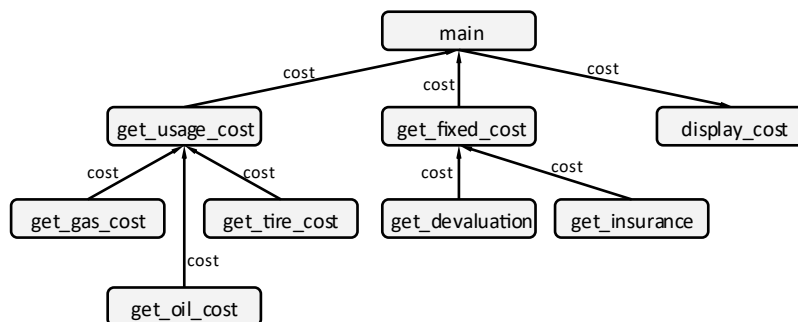 main
cost
cost
cost
get_usage_cost
get_fixed_cost
display_cost
cost
cost
cost
cost
get_gas_cost
get_tire_cost
get_devaluation
get_insurance
cost
get_oil_cost